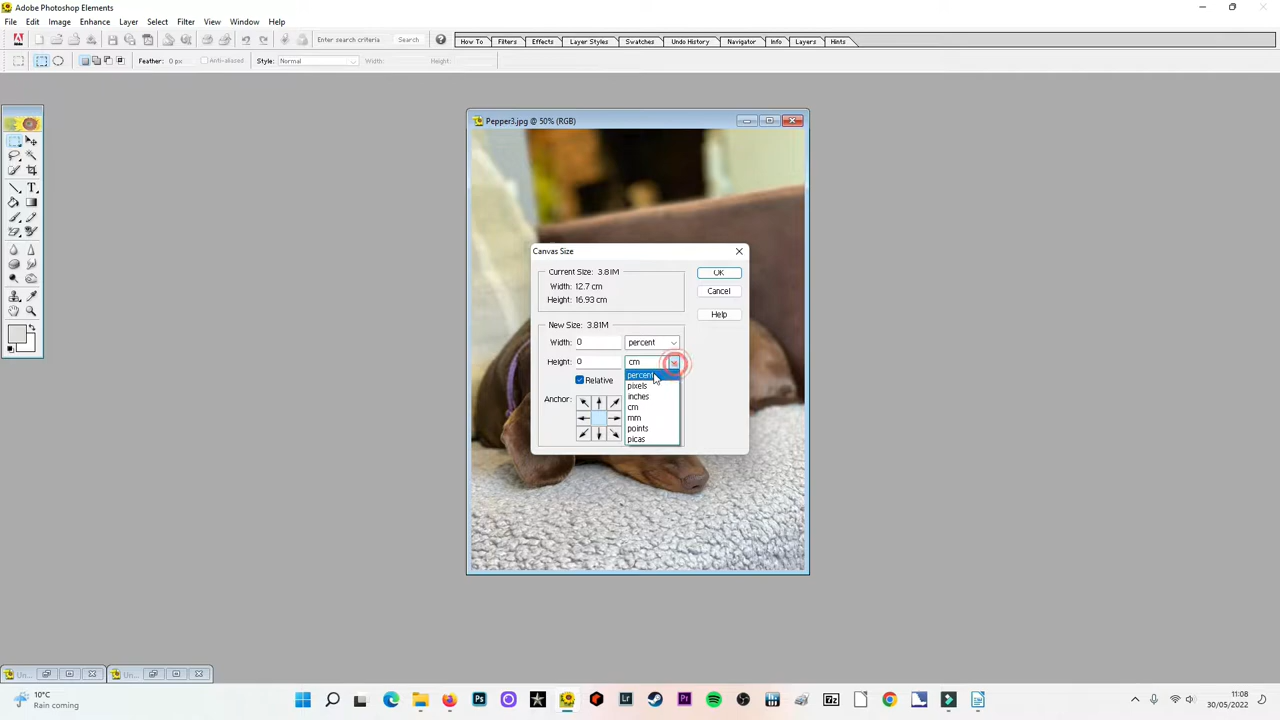 Adobe Photoshop Elements
File Edit Image Enhance Layer Select Filter View Window Help
Enter search criteria Search How To Filters Effects Layer Styles Swatches Undo History Navigator Info Layers Hints
Feather: 0 px Anti-aliased Style: Normal Width: Height:
Pepper3.jpg @ 50% (RGB)
Canvas Size
Current Size: 3.81M
OK
Width: 12.7 cm
Cancel
Height: 16.93 cm
Help
New Size: 3.81M
Width: 0 percent
Height: 0 cm
percent
Relative
pixels
inches
Anchor:
cm
mm
points
picas
Un... Un...
10°C
Rain coming
11:08
30/05/2022